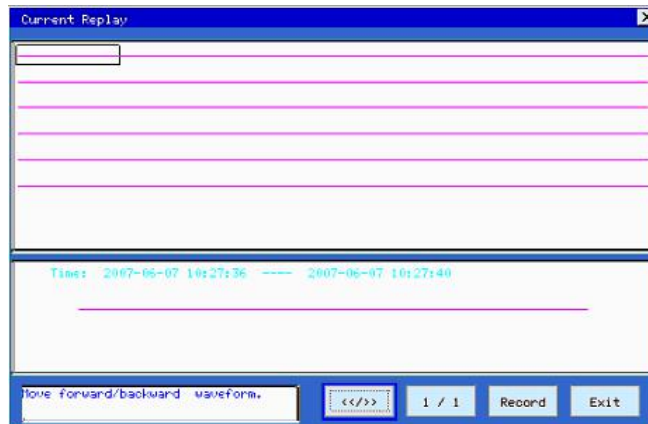 Current Replay
X
Time: 2007-06-07 10:27:36 ---- 2007-06-07 10:27:40
Move forward/backward waveform.
<</>>
1 / 1
Record
Exit